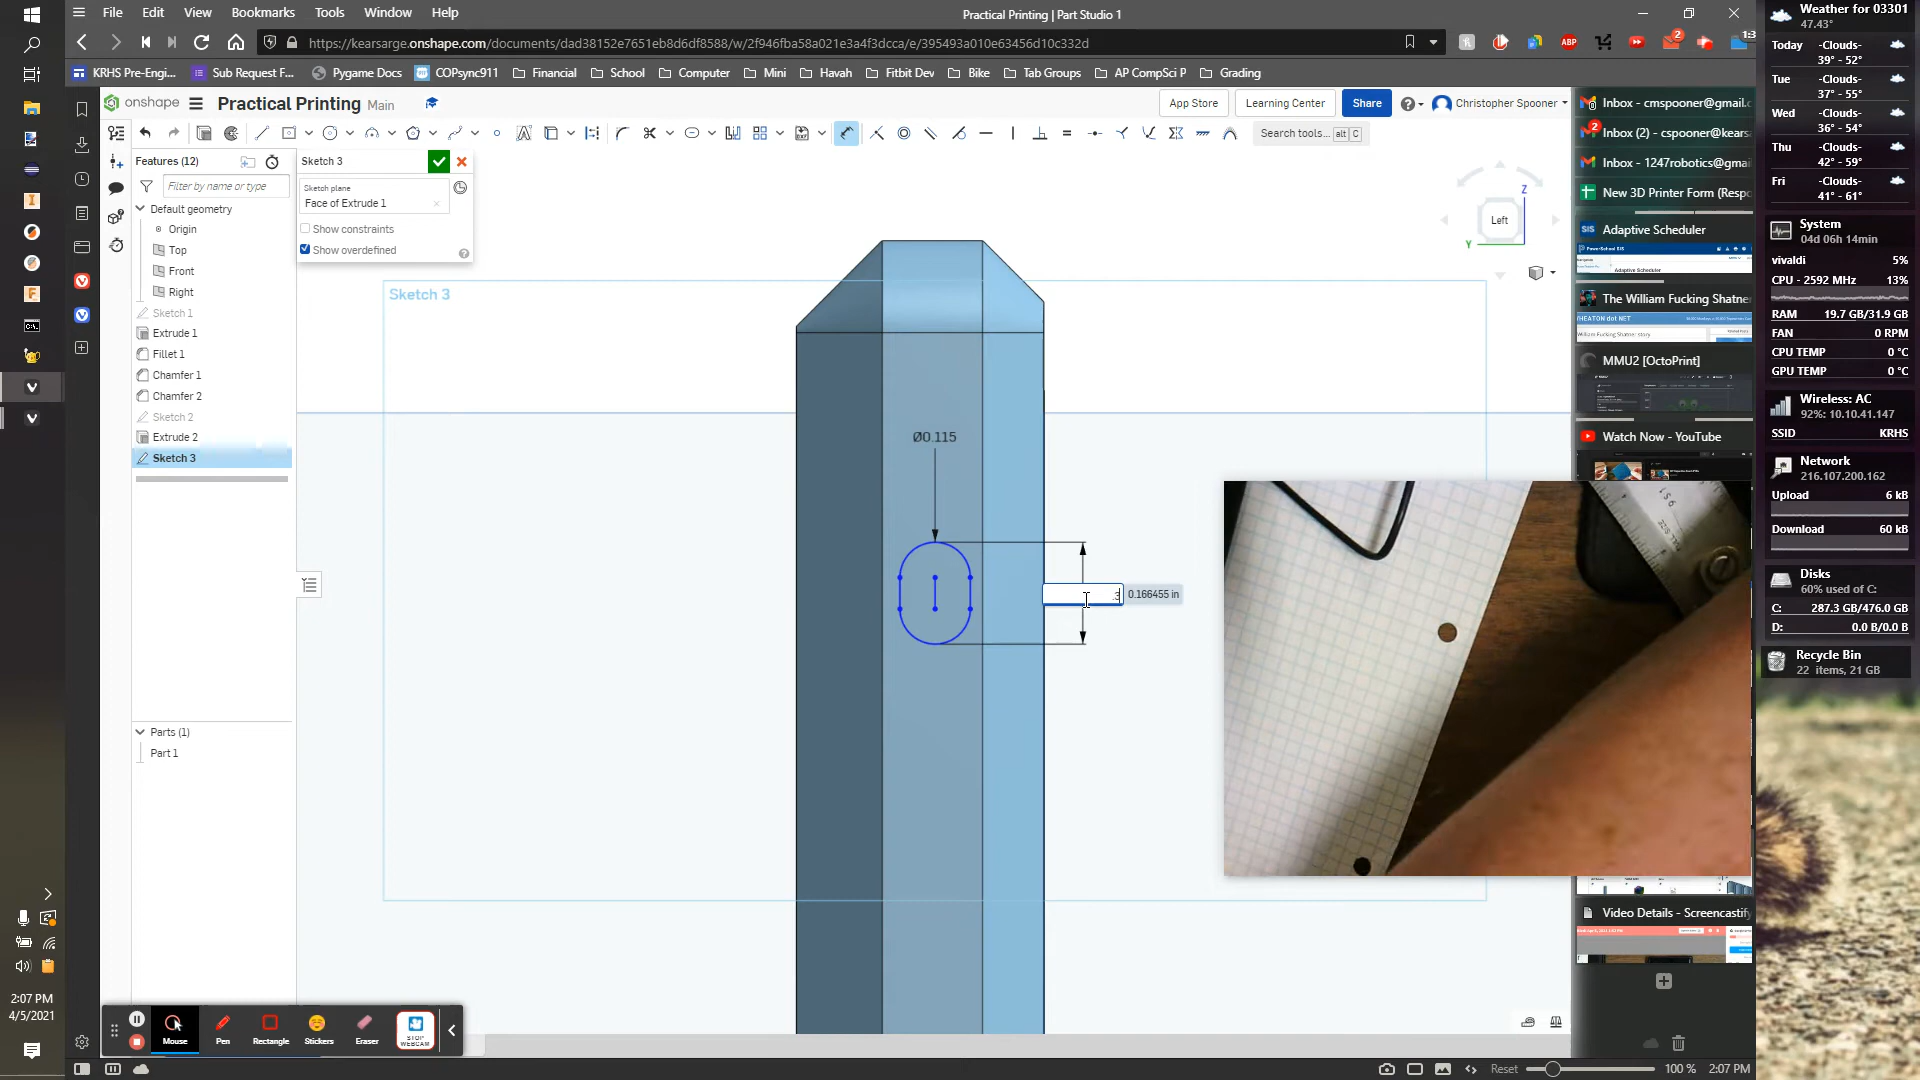 File Edit View Bookmarks Tools Window Help
Practical Printing | Part Studio 1
https://kearsarge.onshape.com/documents/dad38152e7651eb8d6df8588/w/2f946fba58a021e3a4f3dcca/e/395493a010e63456d10c332d
2
1:3
KRHS Pre-Engi... Sub Request F... Pygame Docs COPsync911 Financial School Computer Mini Havah Fitbit Dev Bike Tab Groups AP CompSci P Grading
onshape Practical Printing Main
App Store Learning Center Share Christopher Spooner
Search tools... alt C
Features (12)
Filter by name or type
Default geometry
Origin
Top
Front
Right
Sketch 1
Extrude 1
Fillet 1
Chamfer 1
Chamfer 2
Sketch 2
Extrude 2
Sketch 3
Parts (1)
Part 1
Sketch 3
Sketch plane
Face of Extrude 1
Show constraints
Show overdefined
Sketch 3
Ø0.115
.3
0.166455 in
Left
Z
Y
Inbox - cmspooner@gmail.c
Inbox (2) - cspooner@kears
Inbox - 1247robotics@gmai
New 3D Printer Form (Respo
Adaptive Scheduler
The William Fucking Shatner
MMU2 [OctoPrint]
Watch Now - YouTube
Video Details - Screencastify
Weather for 03301
47.43°
Today -Clouds-
39° - 52°
Tue -Clouds-
37° - 55°
Wed -Clouds-
36° - 54°
Thu -Clouds-
42° - 59°
Fri -Clouds-
41° - 61°
System
04d 06h 14min
vivaldi 5%
CPU - 2592 MHz 13%
RAM 19.7 GB/31.9 GB
FAN 0 RPM
CPU TEMP 0 °C
GPU TEMP 0 °C
Wireless: AC
92%: 10.10.41.147
SSID KRHS
Network
216.107.200.162
Upload 6 kB
Download 60 kB
Disks
60% used of C:
C: 287.3 GB/476.0 GB
D: 0.0 B/0.0 B
Recycle Bin
22 items, 21 GB
Mouse Pen Rectangle Stickers Eraser STOP WEBCAM
2:07 PM
4/5/2021
Reset 100 % 2:07 PM